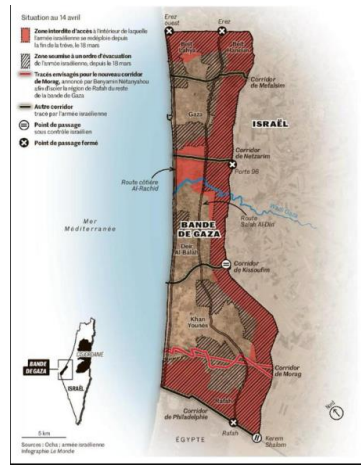 Situation au 14 avril
Zone interdite d'accès à l'intérieur de laquelle
l'armée israélienne se redéploie depuis
la fin de la trêve, le 18 mars
Zone soumise à un ordre d'évacuation
de l'armée israélienne, depuis le 18 mars
Tracés envisagés pour le nouveau corridor
de Morag, annoncé par Benyamin Nétanyahou
afin d'isoler la région de Rafah du reste
de la bande de Gaza
Autre corridor
tracé par l'armée israélienne
Point de passage
sous contrôle israélien
Point de passage fermé
Erez
ouest
Erez
Beit
Lahiya
Beit
Hanoun
Corridor
de Mefalsim
Gaza
ISRAËL
Corridor
de Netzarim
Porte 96
Route côtière
Al-Rachid
Wadi Gaza
Mer
Méditerranée
BANDE
DE GAZA
Route
Salah Al-Din
Deir
Al-Balah
Corridor
de Kissoufim
Khan
Younès
CISJORDANIE
BANDE
DE GAZA
ISRAËL
Corridor
de Morag
Rafah
Corridor
de Philadelphie
5 km
ÉGYPTE
Rafah
Kerem
Shalom
Sources : Ocha ; armée israélienne
Infographie Le Monde